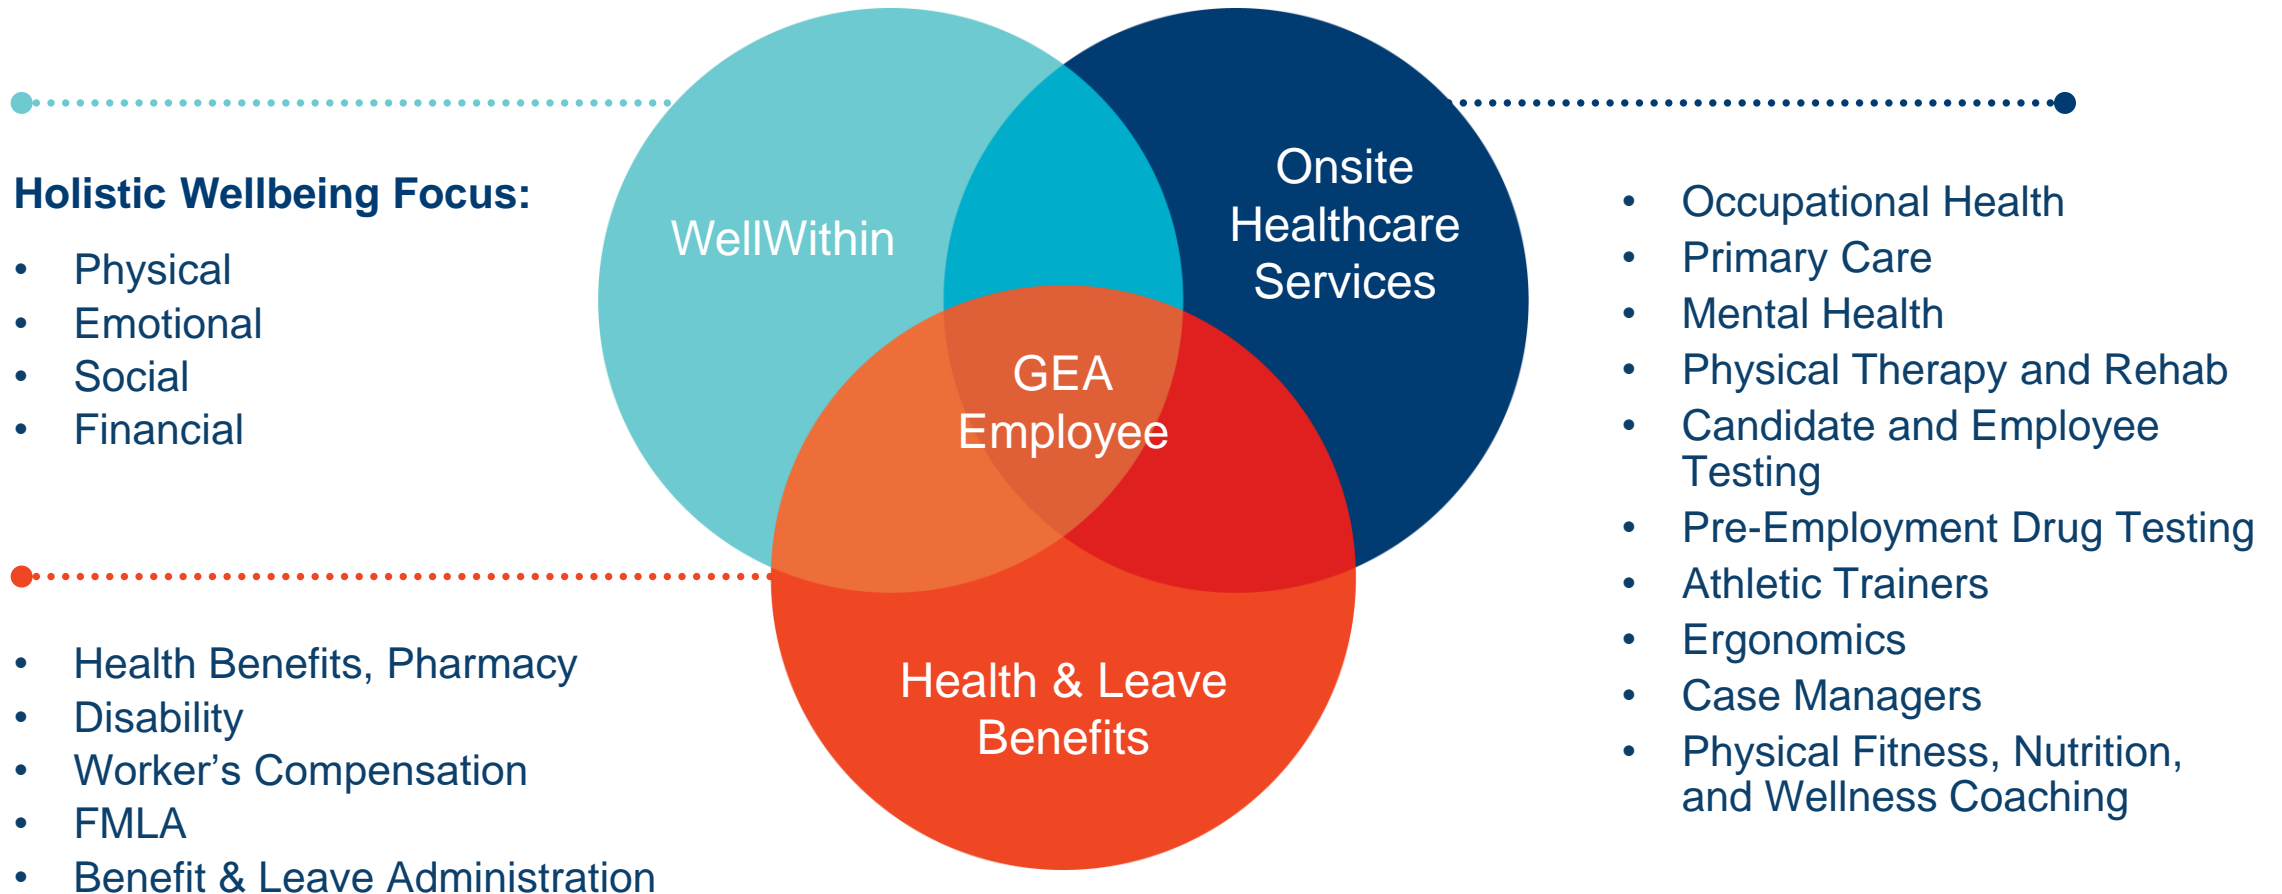 Holistic Wellbeing Focus:
• Physical
• Emotional
• Social
• Financial
• Health Benefits, Pharmacy
• Disability
• Worker’s Compensation
• FMLA
• Benefit & Leave Administration
WellWithin
Onsite
Healthcare
Services
GEA
Employee
Health & Leave
Benefits
• Occupational Health
• Primary Care
• Mental Health
• Physical Therapy and Rehab
• Candidate and Employee
Testing
• Pre-Employment Drug Testing
• Athletic Trainers
• Ergonomics
• Case Managers
• Physical Fitness, Nutrition,
and Wellness Coaching